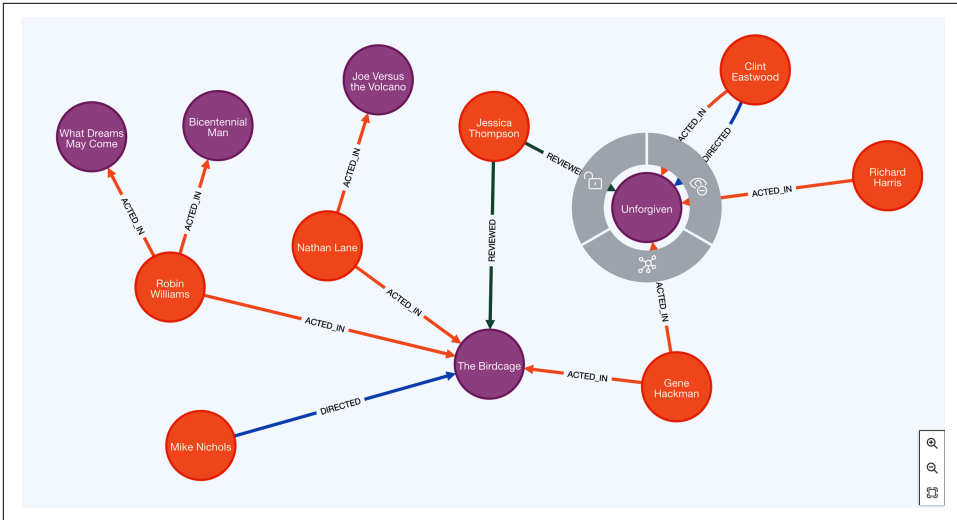 Clint
Eastwood
Joe Versus
the Volcano
What Dreams
May Come
Bicentennial
Man
Jessica
Thompson
ACTED_IN
DIRECTED
ACTED_IN
REVIEWED
Richard
Harris
ACTED_IN
Unforgiven
ACTED_IN
ACTED_IN
Nathan Lane
REVIEWED
Robin
Williams
ACTED_IN
ACTED_IN
ACTED_IN
The Birdcage
ACTED_IN
Gene
Hackman
DIRECTED
Mike Nichols